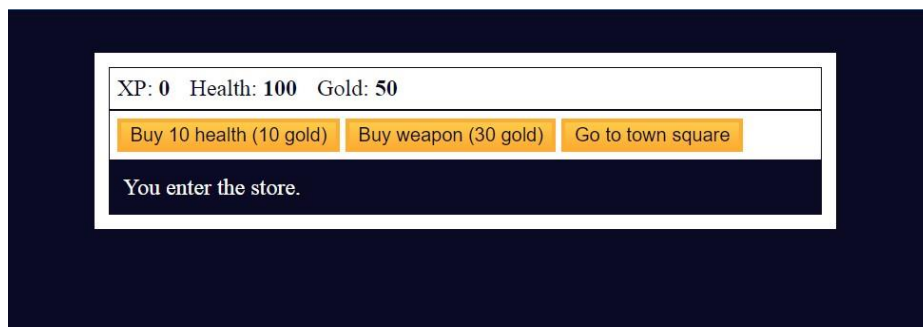 XP: 0 Health: 100 Gold: 50
Buy 10 health (10 gold) Buy weapon (30 gold) Go to town square
You enter the store.